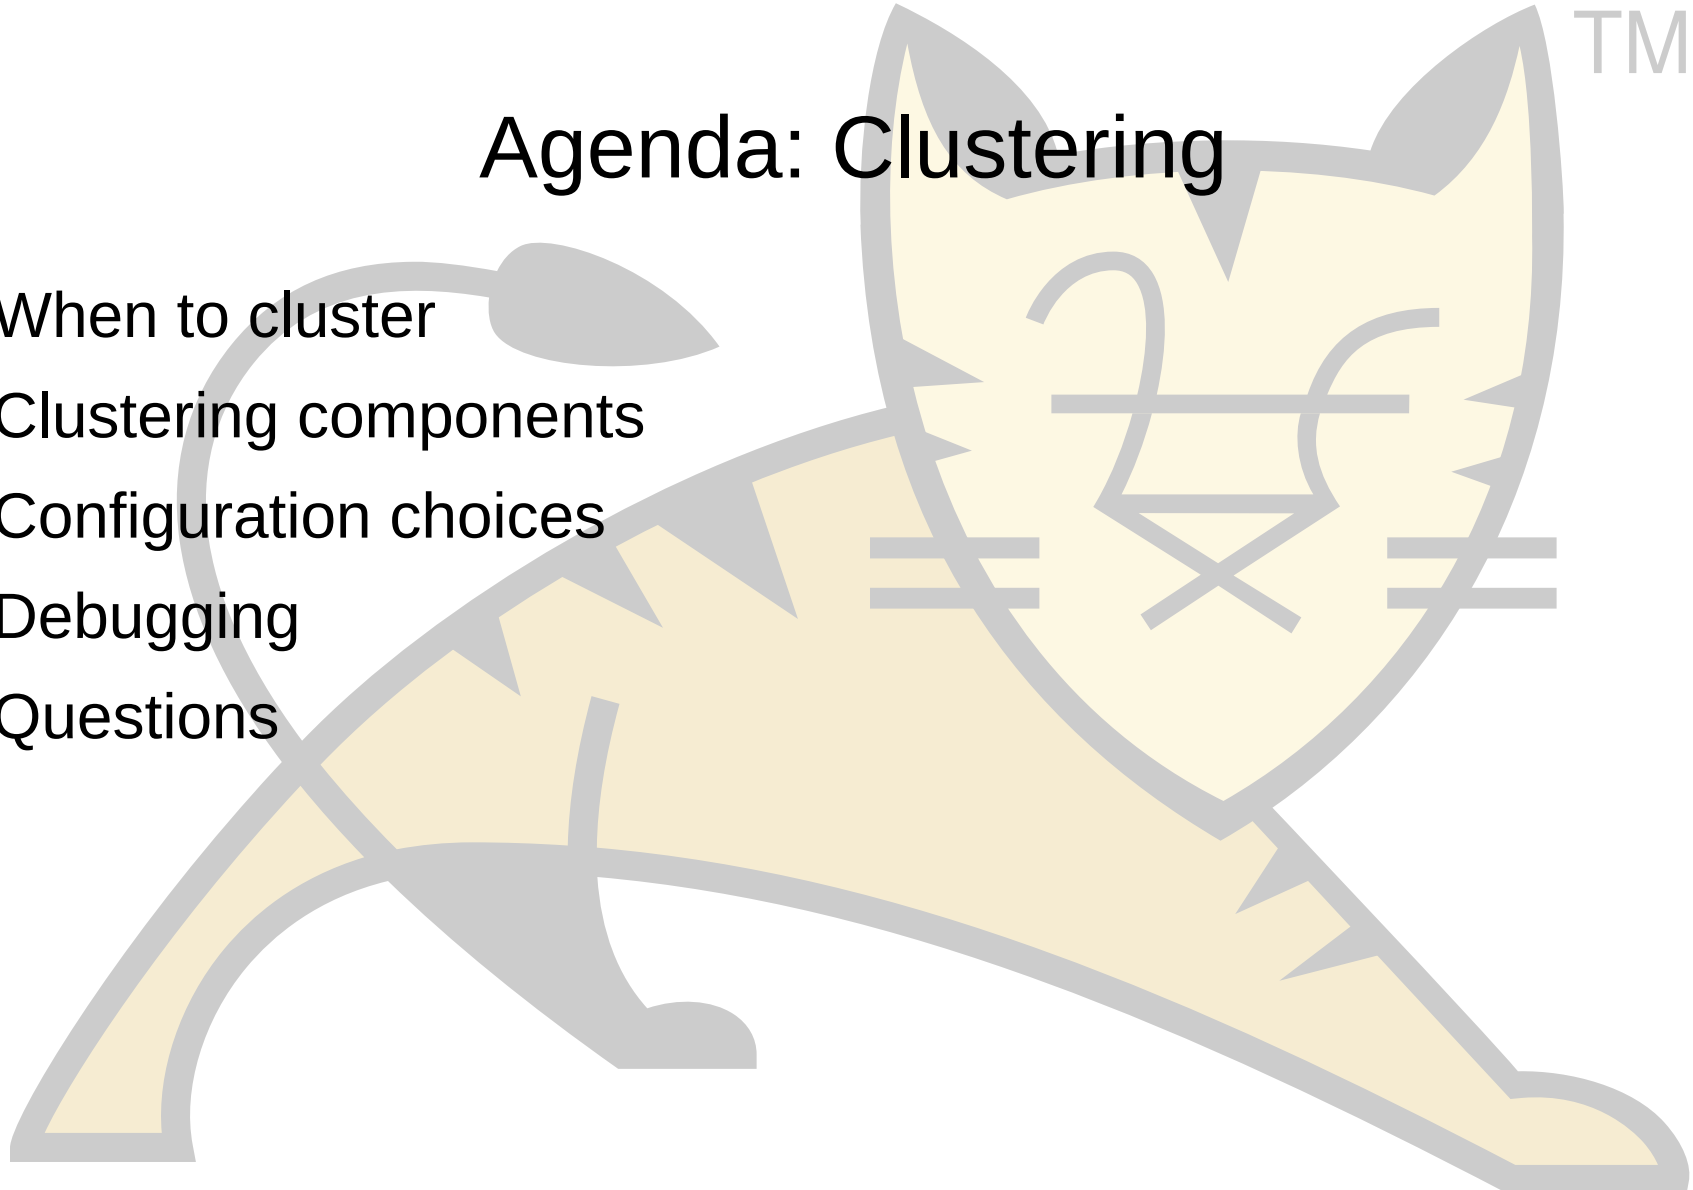 TM
Agenda: Clustering
When to cluster
Clustering components
Configuration choices
Debugging
Questions